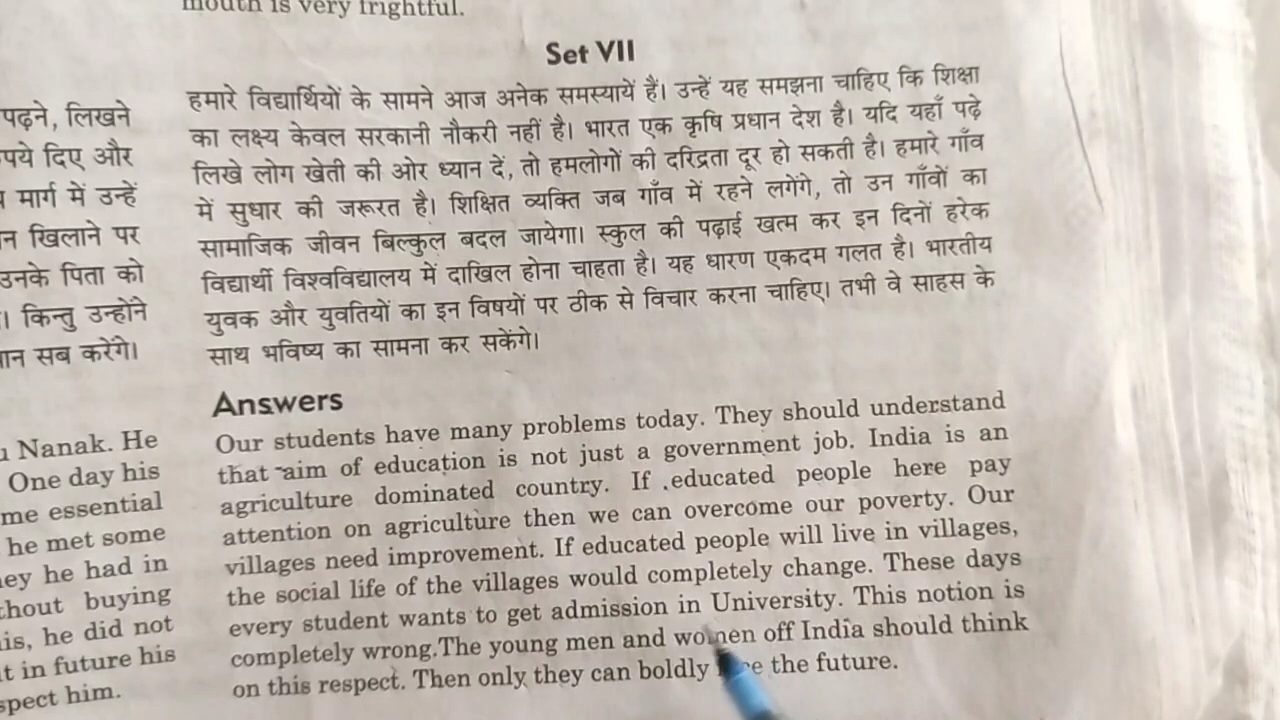 mouth is very frightful.
पढ़ने, लिखने
पये दिए और
मार्ग में उन्हें
न खिलाने पर
उनके पिता को
। किन्तु उन्होंने
सब करेंगे।
Nanak. He
One day his
me essential
he met some
he had in
buying
he did not
in future his
him.
Set VII
हमारे विद्यार्थियों के सामने आज अनेक समस्यायें हैं। उन्हें यह समझना चाहिए कि शिक्षा
का लक्ष्य केवल सरकानी नौकरी नहीं है। भारत एक कृषि प्रधान देश है। यदि यहाँ पढ़े
लिखे लोग खेती की ओर ध्यान दें, तो हमलोगों की दरिद्रता दूर हो सकती है। हमारे गाँव
में सुधार की जरूरत है। शिक्षित व्यक्ति जब गाँव में रहने लगेंगे, तो उन गाँवों का
सामाजिक जीवन बिल्कुल बदल जायेगा। स्कुल की पढ़ाई खत्म कर इन दिनों हरेक
विद्यार्थी विश्वविद्यालय में दाखिल होना चाहता है। यह धारण एकदम गलत है। भारतीय
युवक और युवतियों का इन विषयों पर ठीक से विचार करना चाहिए। तभी वे साहस के
साथ भविष्य का सामना कर सकेंगे।
Answers
Our students have many problems today. They should understand
that aim of education is not just a government job. India is an
agriculture dominated country. If educated people here pay
attention on agriculture then we can overcome our poverty. Our
villages need improvement. If educated people will live in villages,
the social life of the villages would completely change. These days
every student wants to get admission in University. This notion is
completely wrong.The young men and women off India should think
on this respect. Then only they can boldly the future.